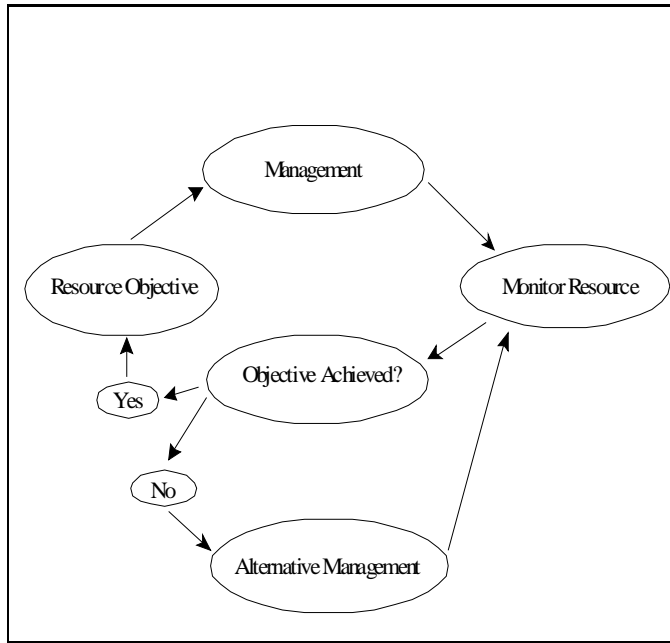 Management
Resource Objective
Monitor Resource
Objective Achieved?
Yes
No
Alternative Management